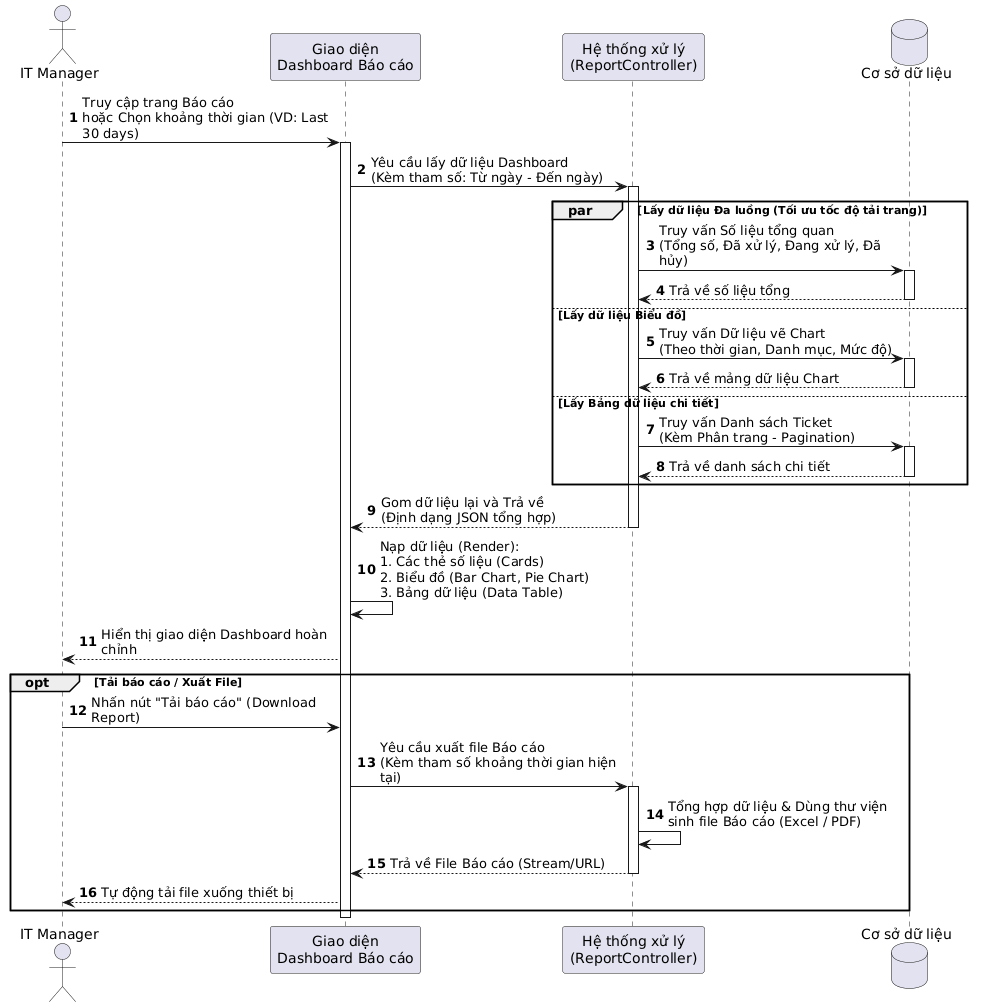 IT Manager
Giao diện
Dashboard Báo cáo
Hệ thống xử lý
(ReportController)
Cơ sở dữ liệu
1 Truy cập trang Báo cáo
hoặc Chọn khoảng thời gian (VD: Last
30 days)
2 Yêu cầu lấy dữ liệu Dashboard
(Kèm tham số: Từ ngày - Đến ngày)
par [Lấy dữ liệu Đa luồng (Tối ưu tốc độ tải trang)]
3 Truy vấn Số liệu tổng quan
(Tổng số, Đã xử lý, Đang xử lý, Đã
hủy)
4 Trả về số liệu tổng
[Lấy dữ liệu Biểu đồ]
5 Truy vấn Dữ liệu vẽ Chart
(Theo thời gian, Danh mục, Mức độ)
6 Trả về mảng dữ liệu Chart
[Lấy Bảng dữ liệu chi tiết]
7 Truy vấn Danh sách Ticket
(Kèm Phân trang - Pagination)
8 Trả về danh sách chi tiết
9 Gom dữ liệu lại và Trả về
(Định dạng JSON tổng hợp)
10 Nạp dữ liệu (Render):
1. Các thẻ số liệu (Cards)
2. Biểu đồ (Bar Chart, Pie Chart)
3. Bảng dữ liệu (Data Table)
11 Hiển thị giao diện Dashboard hoàn
chỉnh
opt [Tải báo cáo / Xuất File]
12 Nhấn nút "Tải báo cáo" (Download
Report)
13 Yêu cầu xuất file Báo cáo
(Kèm tham số khoảng thời gian hiện
tại)
14 Tổng hợp dữ liệu & Dùng thư viện
sinh file Báo cáo (Excel / PDF)
15 Trả về File Báo cáo (Stream/URL)
16 Tự động tải file xuống thiết bị
IT Manager
Giao diện
Dashboard Báo cáo
Hệ thống xử lý
(ReportController)
Cơ sở dữ liệu